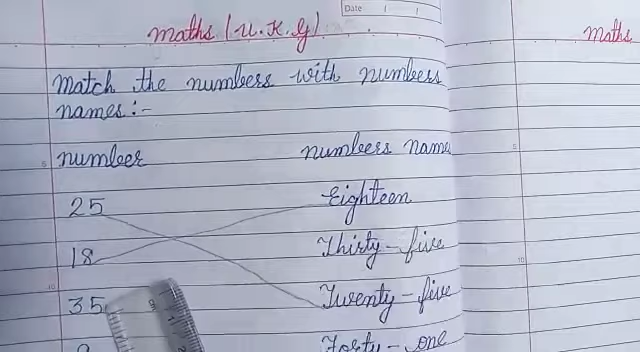 Date / /
Maths (U.K.G)
Maths
Match the numbers with numbers
names :-
number numbers name
25 Eighteen
18 Thirty-five
35 Twenty-five
Forty-one